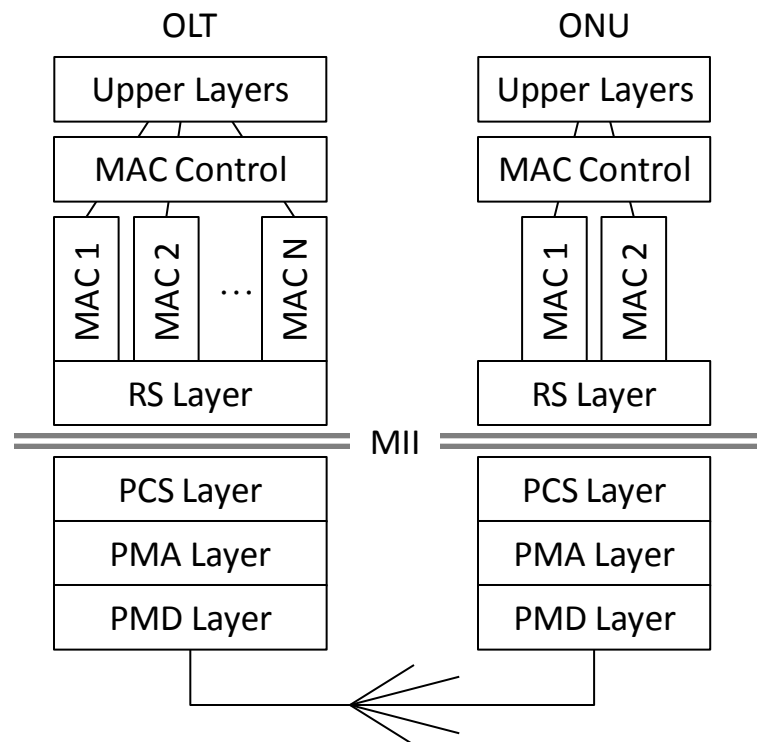 OLT
Upper Layers
MAC Control
MAC 1
MAC 2
...
MAC N
RS Layer
MII
PCS Layer
PMA Layer
PMD Layer
ONU
Upper Layers
MAC Control
MAC 1
MAC 2
RS Layer
PCS Layer
PMA Layer
PMD Layer